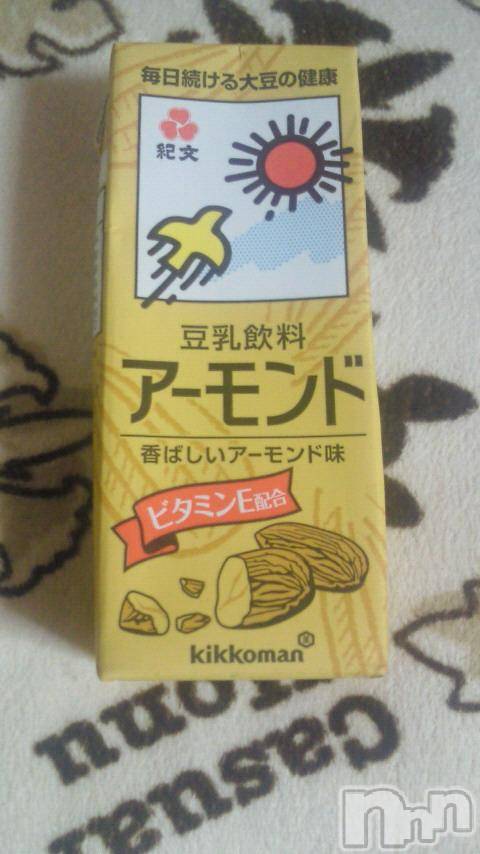 毎日続ける大豆の健康
紀文
豆乳飲料
アーモンド
香ばしいアーモンド味
ビタミンE配合
kikkoman
Casual
nnn